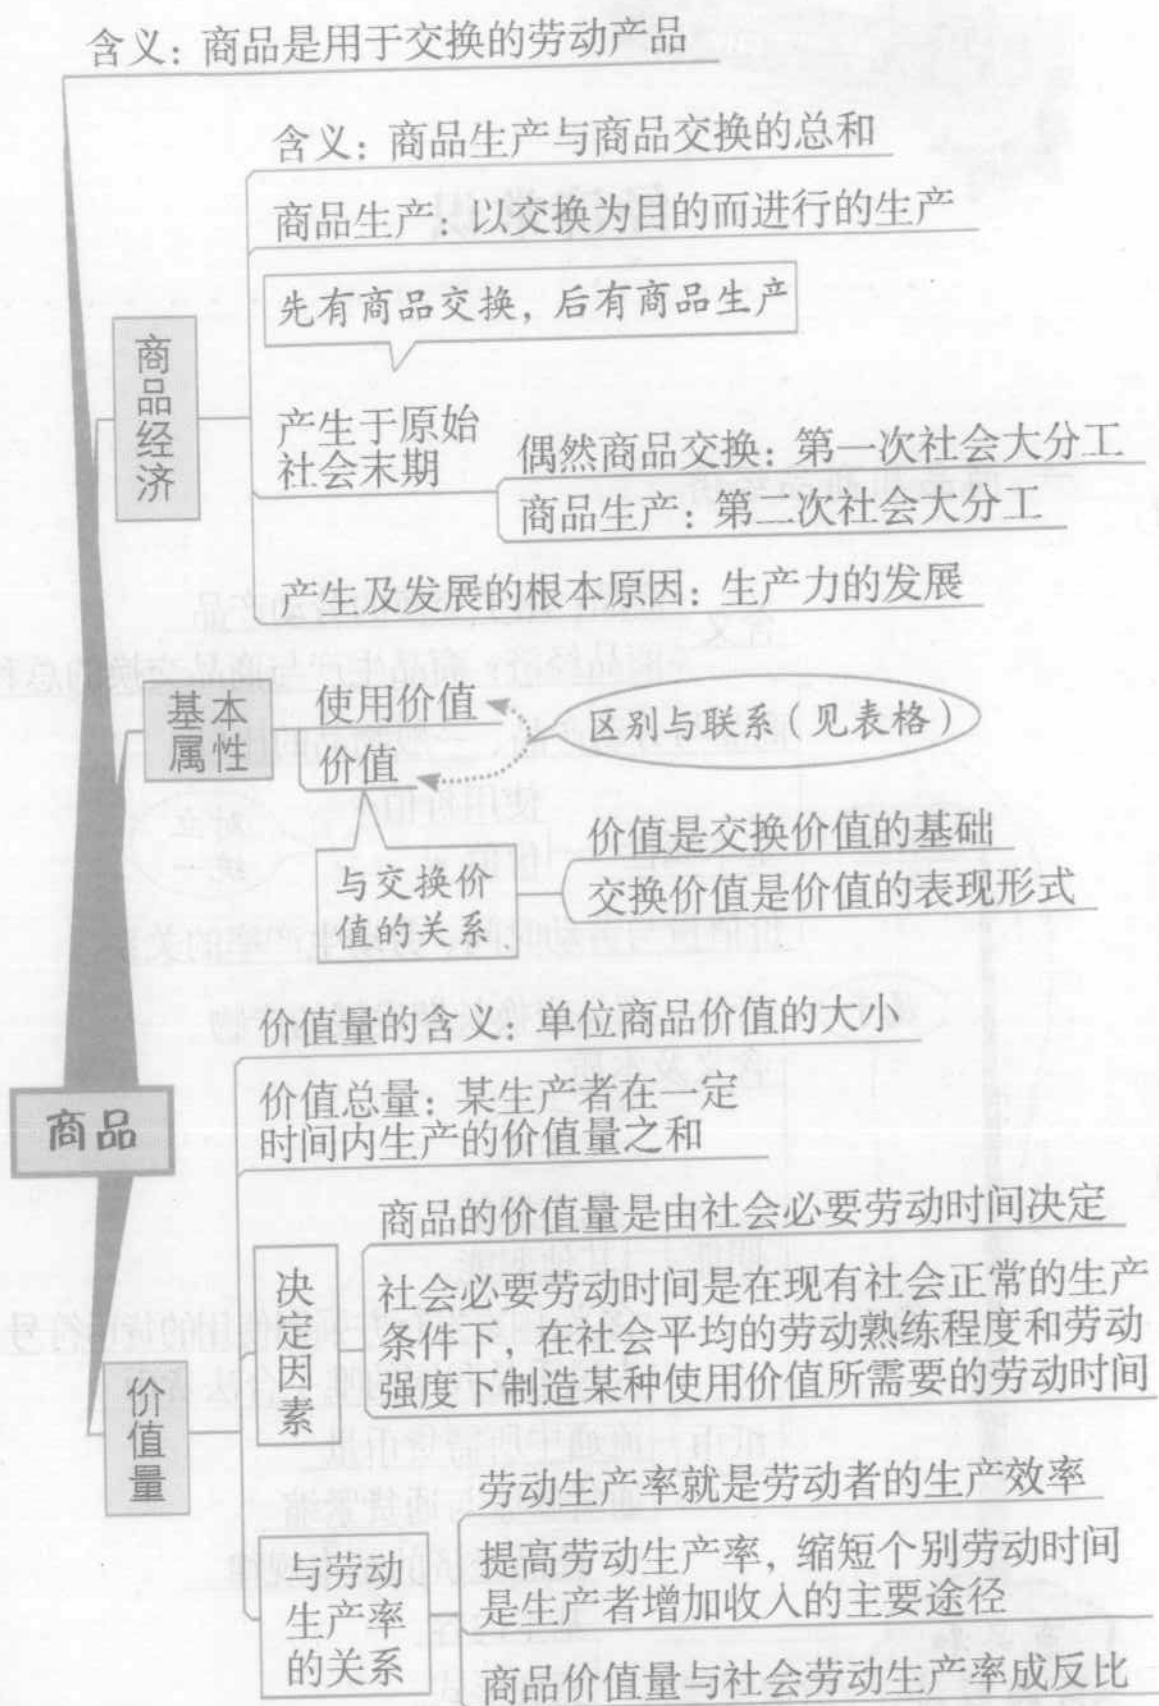 含义：商品是用于交换的劳动产品
含义：商品生产与商品交换的总和
商品生产：以交换为目的而进行的生产
先有商品交换，后有商品生产
商品经济
产生于原始
社会末期
偶然商品交换：第一次社会大分工
商品生产：第二次社会大分工
产生及发展的根本原因：生产力的发展
基本
属性
使用价值
价值
区别与联系（见表格）
与交换价
值的关系
价值是交换价值的基础
交换价值是价值的表现形式
商品
价值量的含义：单位商品价值的大小
价值总量：某生产者在一定
时间内生产的价值量之和
价值量
决定因素
商品的价值量是由社会必要劳动时间决定
社会必要劳动时间是在现有社会正常的生产
条件下，在社会平均的劳动熟练程度和劳动
强度下制造某种使用价值所需要的劳动时间
与劳动
生产率
的关系
劳动生产率就是劳动者的生产效率
提高劳动生产率，缩短个别劳动时间
是生产者增加收入的主要途径
商品价值量与社会劳动生产率成反比